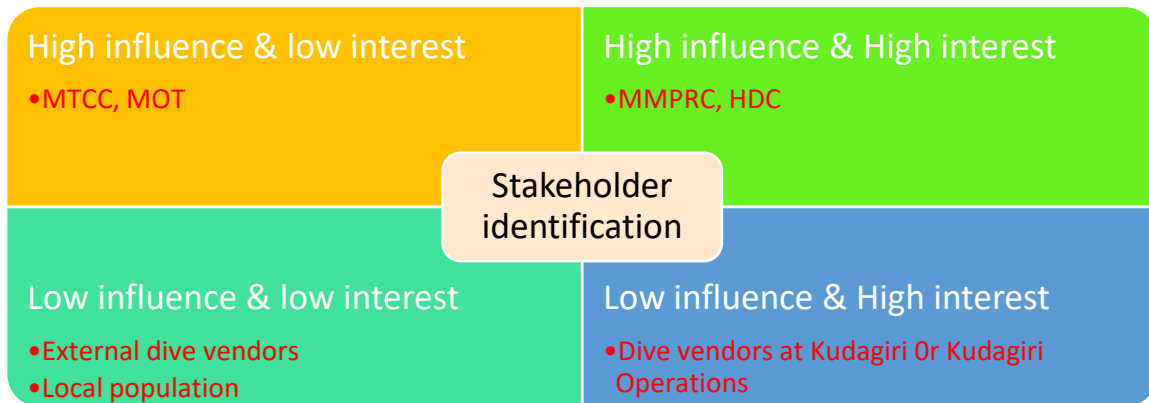 High influence & low interest
•MTCC, MOT
High influence & High interest
•MMPRC, HDC
Stakeholder
identification
Low influence & low interest
•External dive vendors
•Local population
Low influence & High interest
•Dive vendors at Kudagiri 0r Kudagiri
Operations